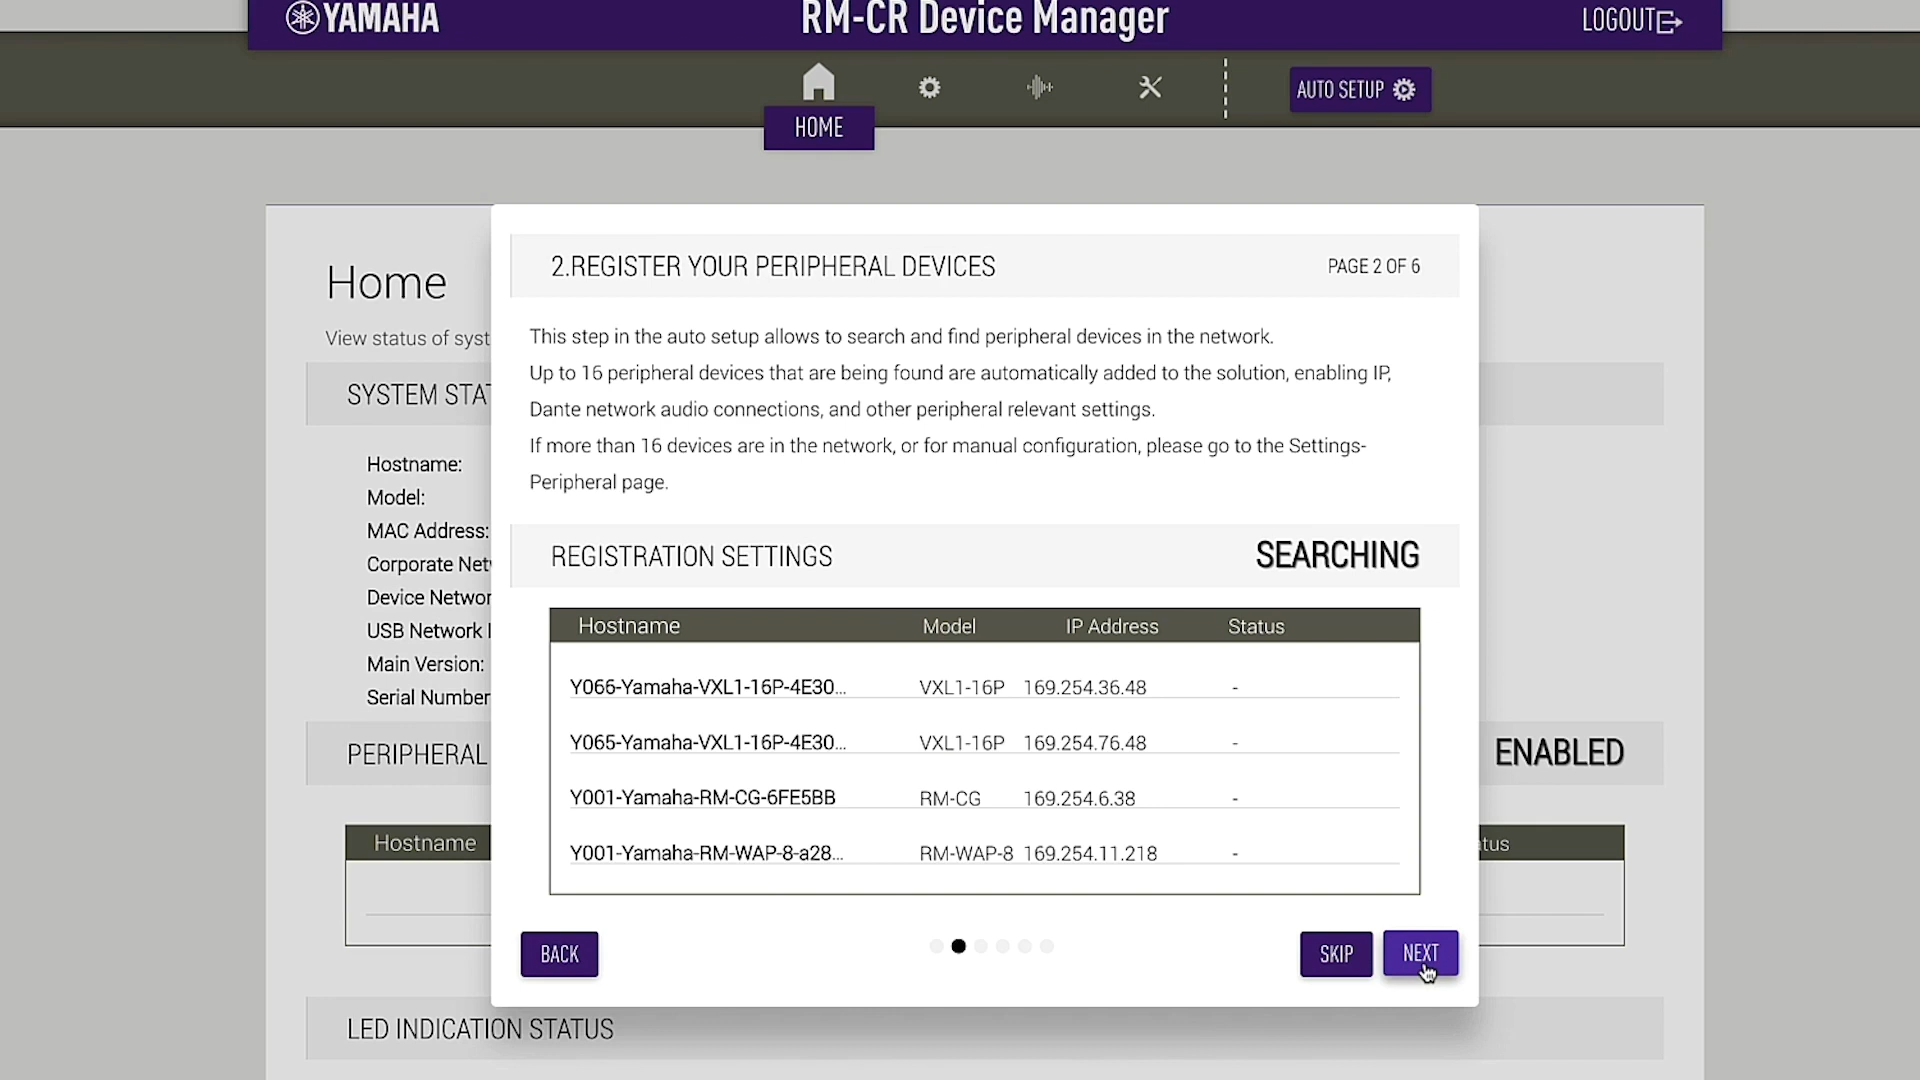 YAMAHA
RM-CR Device Manager
LOGOUT
AUTO SETUP
HOME
Home
View status of syst
SYSTEM STAT
Hostname:
Model:
MAC Address:
Corporate Net
Device Networ
USB Network I
Main Version:
Serial Number
PERIPHERAL
ENABLED
Hostname
tus
LED INDICATION STATUS
2.REGISTER YOUR PERIPHERAL DEVICES
PAGE 2 OF 6
This step in the auto setup allows to search and find peripheral devices in the network.
Up to 16 peripheral devices that are being found are automatically added to the solution, enabling IP,
Dante network audio connections, and other peripheral relevant settings.
If more than 16 devices are in the network, or for manual configuration, please go to the Settings-
Peripheral page.
REGISTRATION SETTINGS
SEARCHING
Hostname Model IP Address Status
Y066-Yamaha-VXL1-16P-4E30... VXL1-16P 169.254.36.48 -
Y065-Yamaha-VXL1-16P-4E30... VXL1-16P 169.254.76.48 -
Y001-Yamaha-RM-CG-6FE5BB RM-CG 169.254.6.38 -
Y001-Yamaha-RM-WAP-8-a28... RM-WAP-8 169.254.11.218 -
BACK
SKIP
NEXT